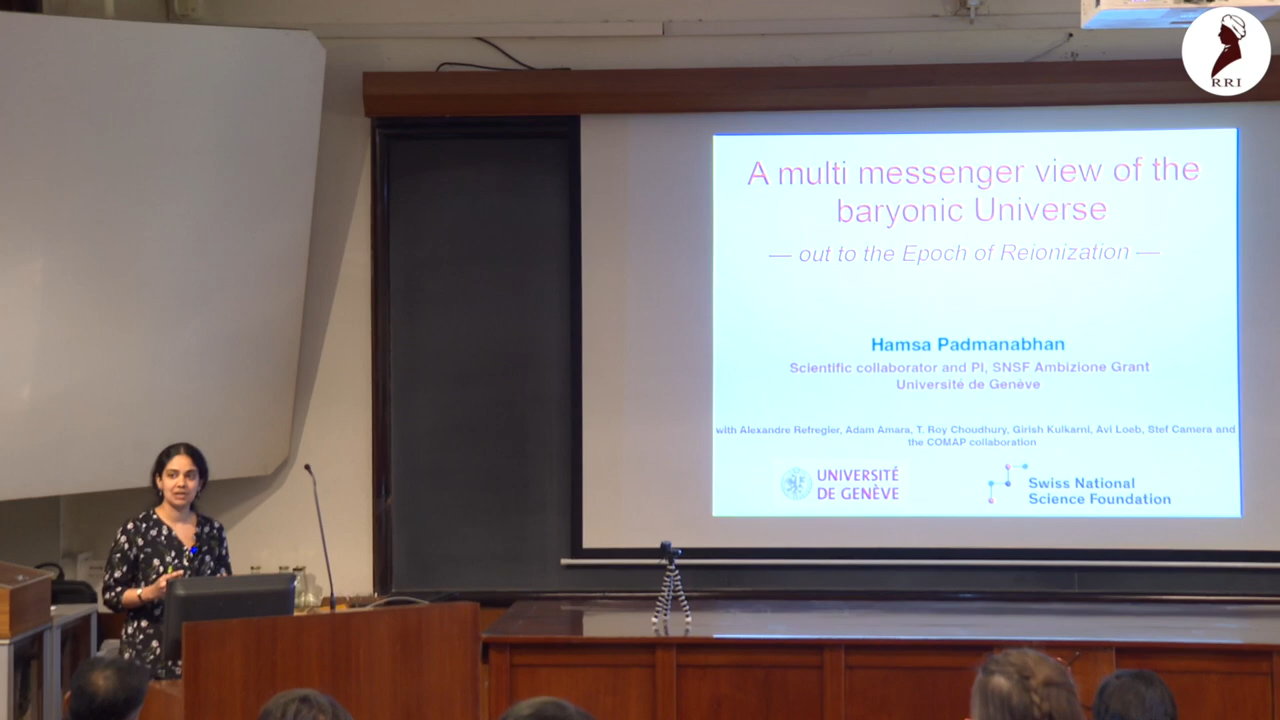 RRI
A multi messenger view of the
baryonic Universe
— out to the Epoch of Reionization —
Hamsa Padmanabhan
Scientific collaborator and PI, SNSF Ambizione Grant
Université de Genève
with Alexandre Refregier, Adam Amara, T. Roy Choudhury, Girish Kulkarni, Avi Loeb, Stef Camera and
the COMAP collaboration
UNIVERSITÉ
DE GENÈVE
Swiss National
Science Foundation